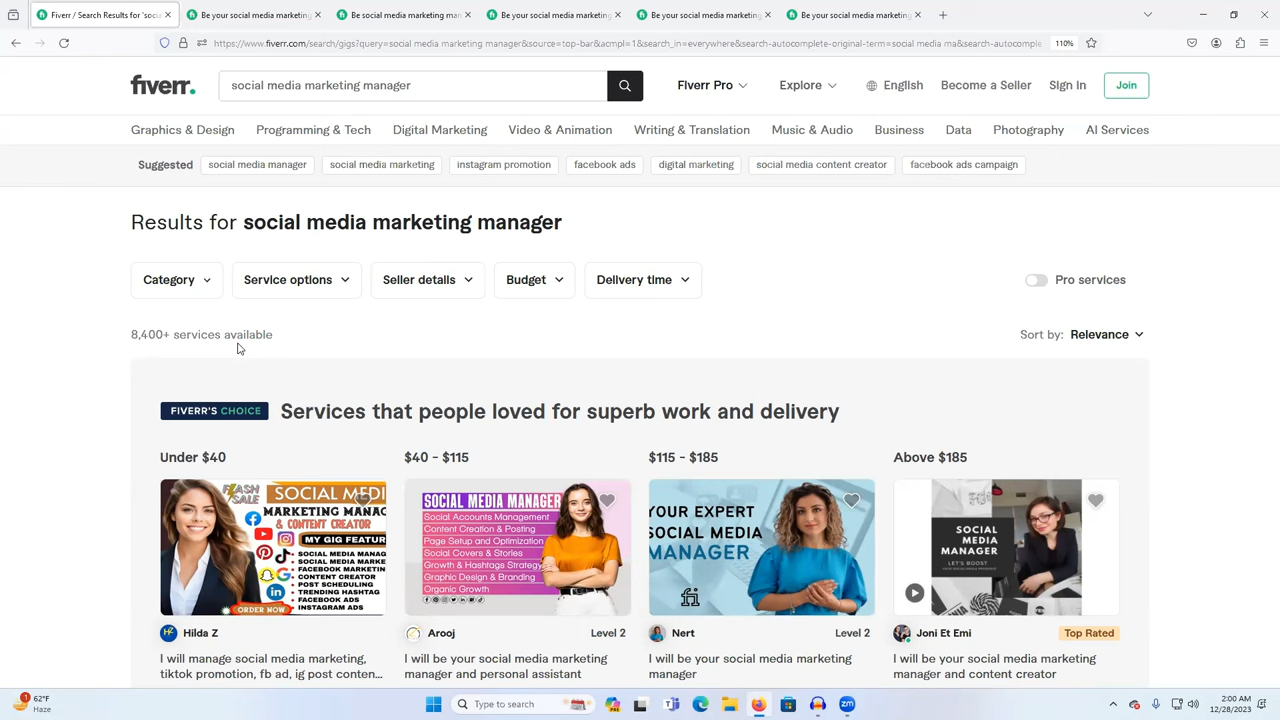 Fiverr / Search Results for 'soci
Be your social media marketing
Be social media marketing man
Be your social media marketing
Be your social media marketing
Be your social media marketing
https://www.fiverr.com/search/gigs?query=social media marketing manager&source=top-bar&acmpl=1&search_in=everywhere&search-autocomplete-original-term=social media ma&search-autocomple
110%
fiverr.
social media marketing manager
Fiverr Pro
Explore
English
Become a Seller
Sign In
Join
Graphics & Design
Programming & Tech
Digital Marketing
Video & Animation
Writing & Translation
Music & Audio
Business
Data
Photography
AI Services
Suggested
social media manager
social media marketing
instagram promotion
facebook ads
digital marketing
social media content creator
facebook ads campaign
Results for social media marketing manager
Category
Service options
Seller details
Budget
Delivery time
Pro services
8,400+ services available
Sort by: Relevance
FIVERR'S CHOICE
Services that people loved for superb work and delivery
Under $40
$40 - $115
$115 - $185
Above $185
FLASH SALE
SOCIAL MEDI
MARKETING MANA
& CONTENT CREATOR
MY GIG FEATUR
SOCIAL MEDIA MANAG
SOCIAL MEDIA MARKE
FACEBOOK MARKETIN
CONTENT CREATION
POST SCHEDULING
TRENDING HASHTAG
FACEBOOK ADS
INSTAGRAM ADS
ORDER NOW
SOCIAL MEDIA MANAGER
Social Accounts Management
Content Creation & Posting
Page Setup and Optimization
Social Covers & Stories
Growth & Hashtags Strategy
Graphic Design & Branding
Organic Growth
YOUR EXPERT
SOCIAL MEDIA
MANAGER
fi
SOCIAL
MEDIA
MANAGER
LET'S BOOST
Hilda Z
Arooj
Level 2
Nert
Level 2
Joni Et Emi
Top Rated
I will manage social media marketing,
tiktok promotion, fb ad, ig post conten...
I will be your social media marketing
manager and personal assistant
I will be your social media marketing
manager
I will be your social media marketing
manager and content creator
1
62°F
Haze
Type to search
2:00 AM
12/28/2023